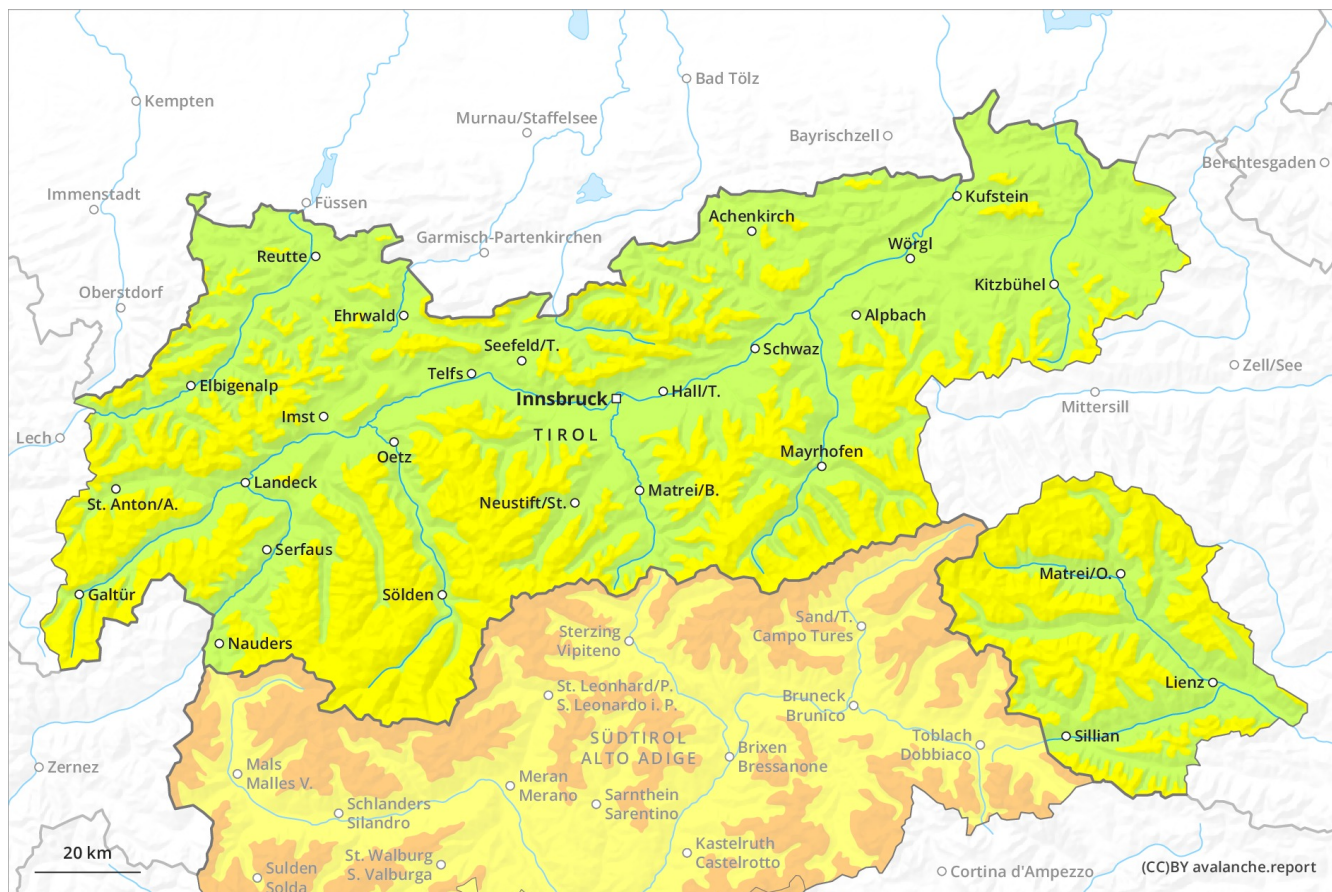 Kempten
Bad Tölz
Murnau/Staffelsee
Bayrischzell
Berchtesgaden
Immenstadt
Füssen
Kufstein
Achenkirch
Garmisch-Partenkirchen
Wörgl
Reutte
Oberstdorf
Kitzbühel
Ehrwald
Alpbach
Seefeld/T.
Schwaz
Zell/See
Telfs
Elbigenalp
Hall/T.
Innsbruck
Mittersill
Imst
Lech
TIROL
Oetz
Mayrhofen
Landeck
St. Anton/A.
Neustift/St.
Matrei/B.
Serfaus
Matrei/O.
Galtür
Sölden
Sand/T.
Campo Tures
Sterzing
Vipiteno
Nauders
Lienz
St. Leonhard/P.
S. Leonardo i. P.
Bruneck
Brunico
SÜDTIROL
ALTO ADIGE
Toblach
Dobbiaco
Sillian
Brixen
Bressanone
Zernez
Mals
Malles V.
Meran
Merano
Sarnthein
Sarentino
Schlanders
Silandro
Kastelruth
Castelrotto
20 km
St. Walburg
S. Valburga
Sulden
Solda
Cortina d'Ampezzo
(CC)BY avalanche.report